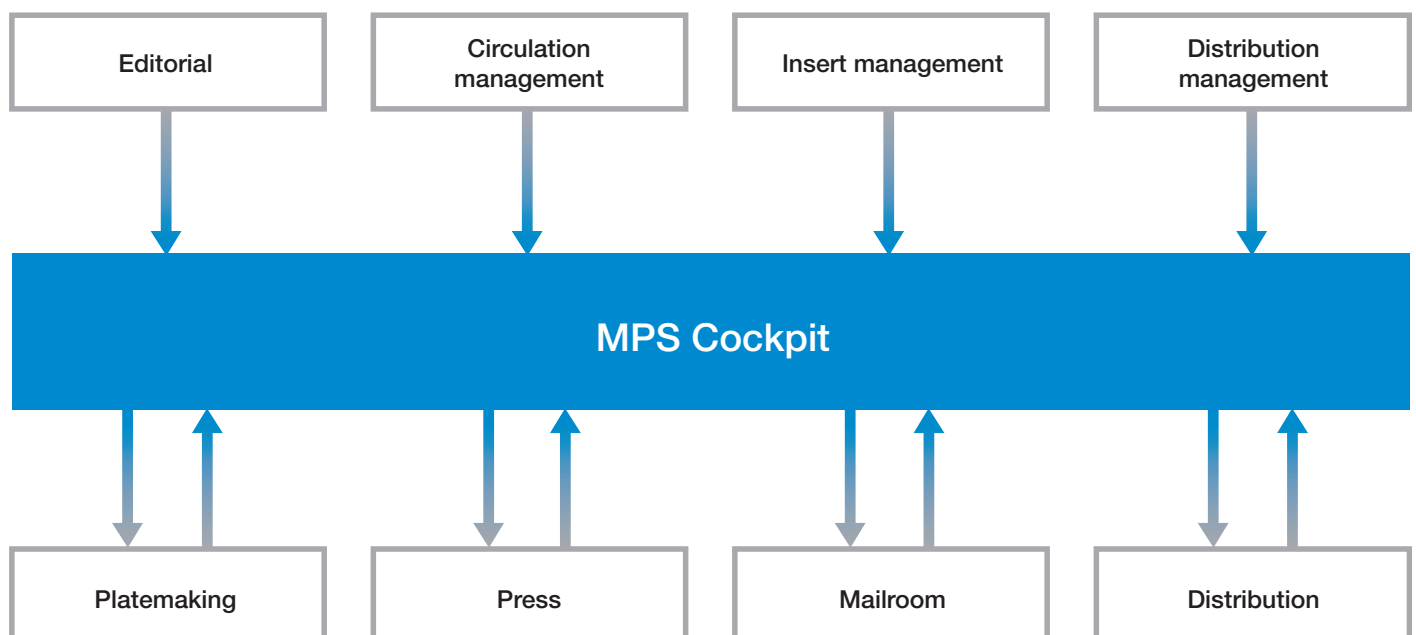 Editorial
Circulation
management
Insert management
Distribution
management
MPS Cockpit
Platemaking
Press
Mailroom
Distribution